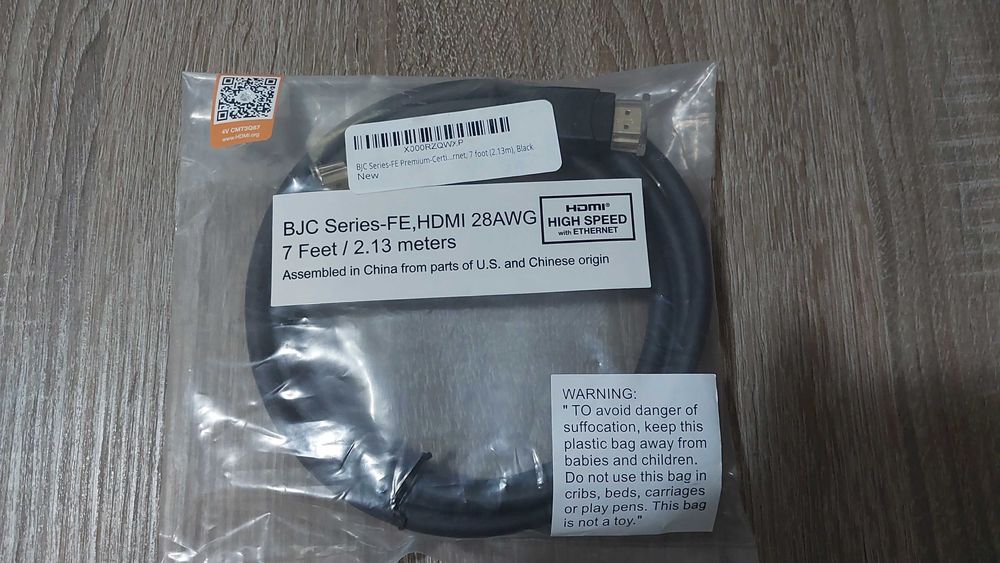 4V CM73Q87
www.HDMI.org
X000RZQWXP
BJC Series-FE Premium-Certi...rnet, 7 foot (2.13m), Black
New
BJC Series-FE,HDMI 28AWG
7 Feet / 2.13 meters
Assembled in China from parts of U.S. and Chinese origin
HDMI®
HIGH SPEED
with ETHERNET
WARNING:
" TO avoid danger of
suffocation, keep this
plastic bag away from
babies and children.
Do not use this bag in
cribs, beds, carriages
or play pens. This bag
is not a toy."